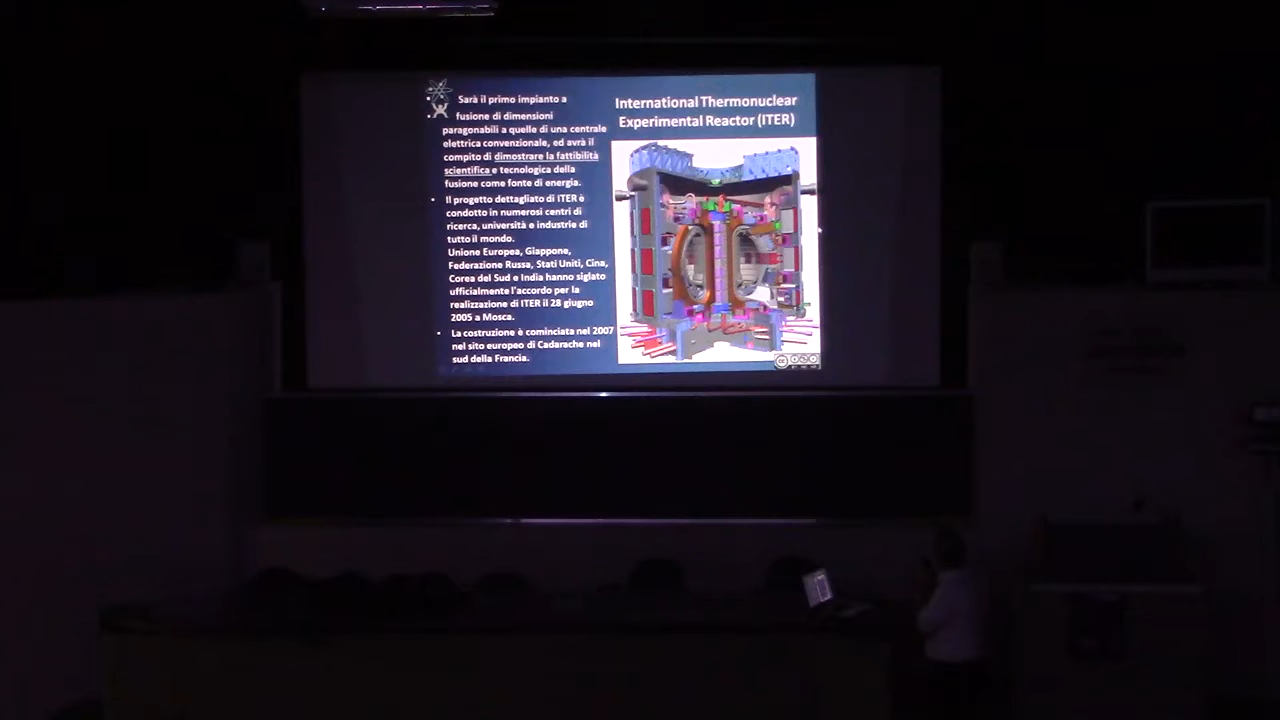 Sarà il primo impianto a
fusione di dimensioni
paragonabili a quelle di una centrale
elettrica convenzionale, ed avrà il
compito di dimostrare la fattibilità
scientifica e tecnologica della
fusione come fonte di energia.
• Il progetto dettagliato di ITER è
condotto in numerosi centri di
ricerca, università e industrie di
tutto il mondo.
Unione Europea, Giappone,
Federazione Russa, Stati Uniti, Cina,
Corea del Sud e India hanno siglato
ufficialmente l'accordo per la
realizzazione di ITER il 28 giugno
2005 a Mosca.
• La costruzione è cominciata nel 2007
nel sito europeo di Cadarache nel
sud della Francia.
International Thermonuclear
Experimental Reactor (ITER)
cc